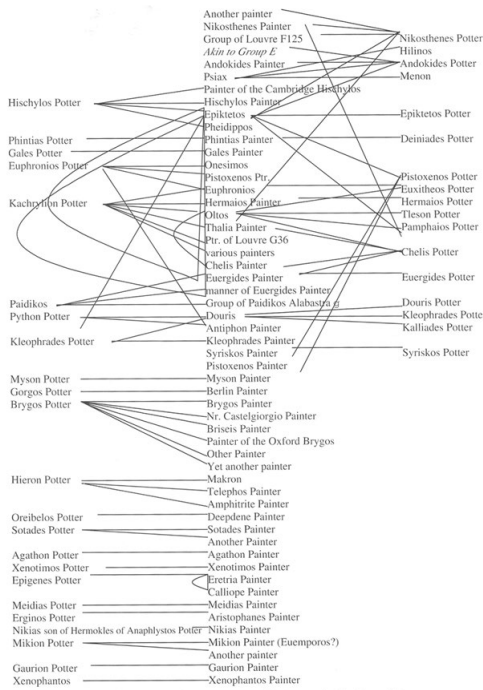 Another painter
Nikosthenes Painter
Group of Louvre F125
Nikosthenes Potter
Akin to Group E
Hilinos
Andokides Painter
Andokides Potter
Psiax
Menon
Painter of the Cambridge Hischylos
Hischylos Potter
Hischylos Painter
Epiktetos
Epiktetos Potter
Pheidippos
Phintias Potter
Phintias Painter
Deiniades Potter
Gales Potter
Gales Painter
Euphronios Potter
Onesimos
Pistoxenos Ptr.
Pistoxenos Potter
Euphronios
Euxitheos Potter
Kachrylion Potter
Hermaios Painter
Hermaios Potter
Oltos
Tleson Potter
Thalia Painter
Pamphaios Potter
Ptr. of Louvre G36
various painters
Chelis Potter
Chelis Painter
Euergides Painter
Euergides Potter
manner of Euergides Painter
Paidikos
Group of Paidikos Alabastra
Douris Potter
Python Potter
Douris
Kleophrades Potte
Antiphon Painter
Kalliades Potter
Kleophrades Potter
Kleophrades Painter
Syriskos Painter
Syriskos Potter
Pistoxenos Painter
Myson Potter
Myson Painter
Gorgos Potter
Berlin Painter
Brygos Potter
Brygos Painter
Nr. Castelgiorgio Painter
Briseis Painter
Painter of the Oxford Brygos
Other Painter
Yet another painter
Hieron Potter
Makron
Telephos Painter
Amphitrite Painter
Oreibelos Potter
Deepdene Painter
Sotades Potter
Sotades Painter
Another Painter
Agathon Potter
Agathon Painter
Xenotimos Potter
Xenotimos Painter
Epigenes Potter
Eretria Painter
Calliope Painter
Meidias Potter
Meidias Painter
Erginos Potter
Aristophanes Painter
Nikias son of Hermokles of Anaphlystos Potter
Nikias Painter
Mikion Potter
Mikion Painter (Euemporos?)
Another painter
Gaurion Potter
Gaurion Painter
Xenophantos
Xenophantos Painter